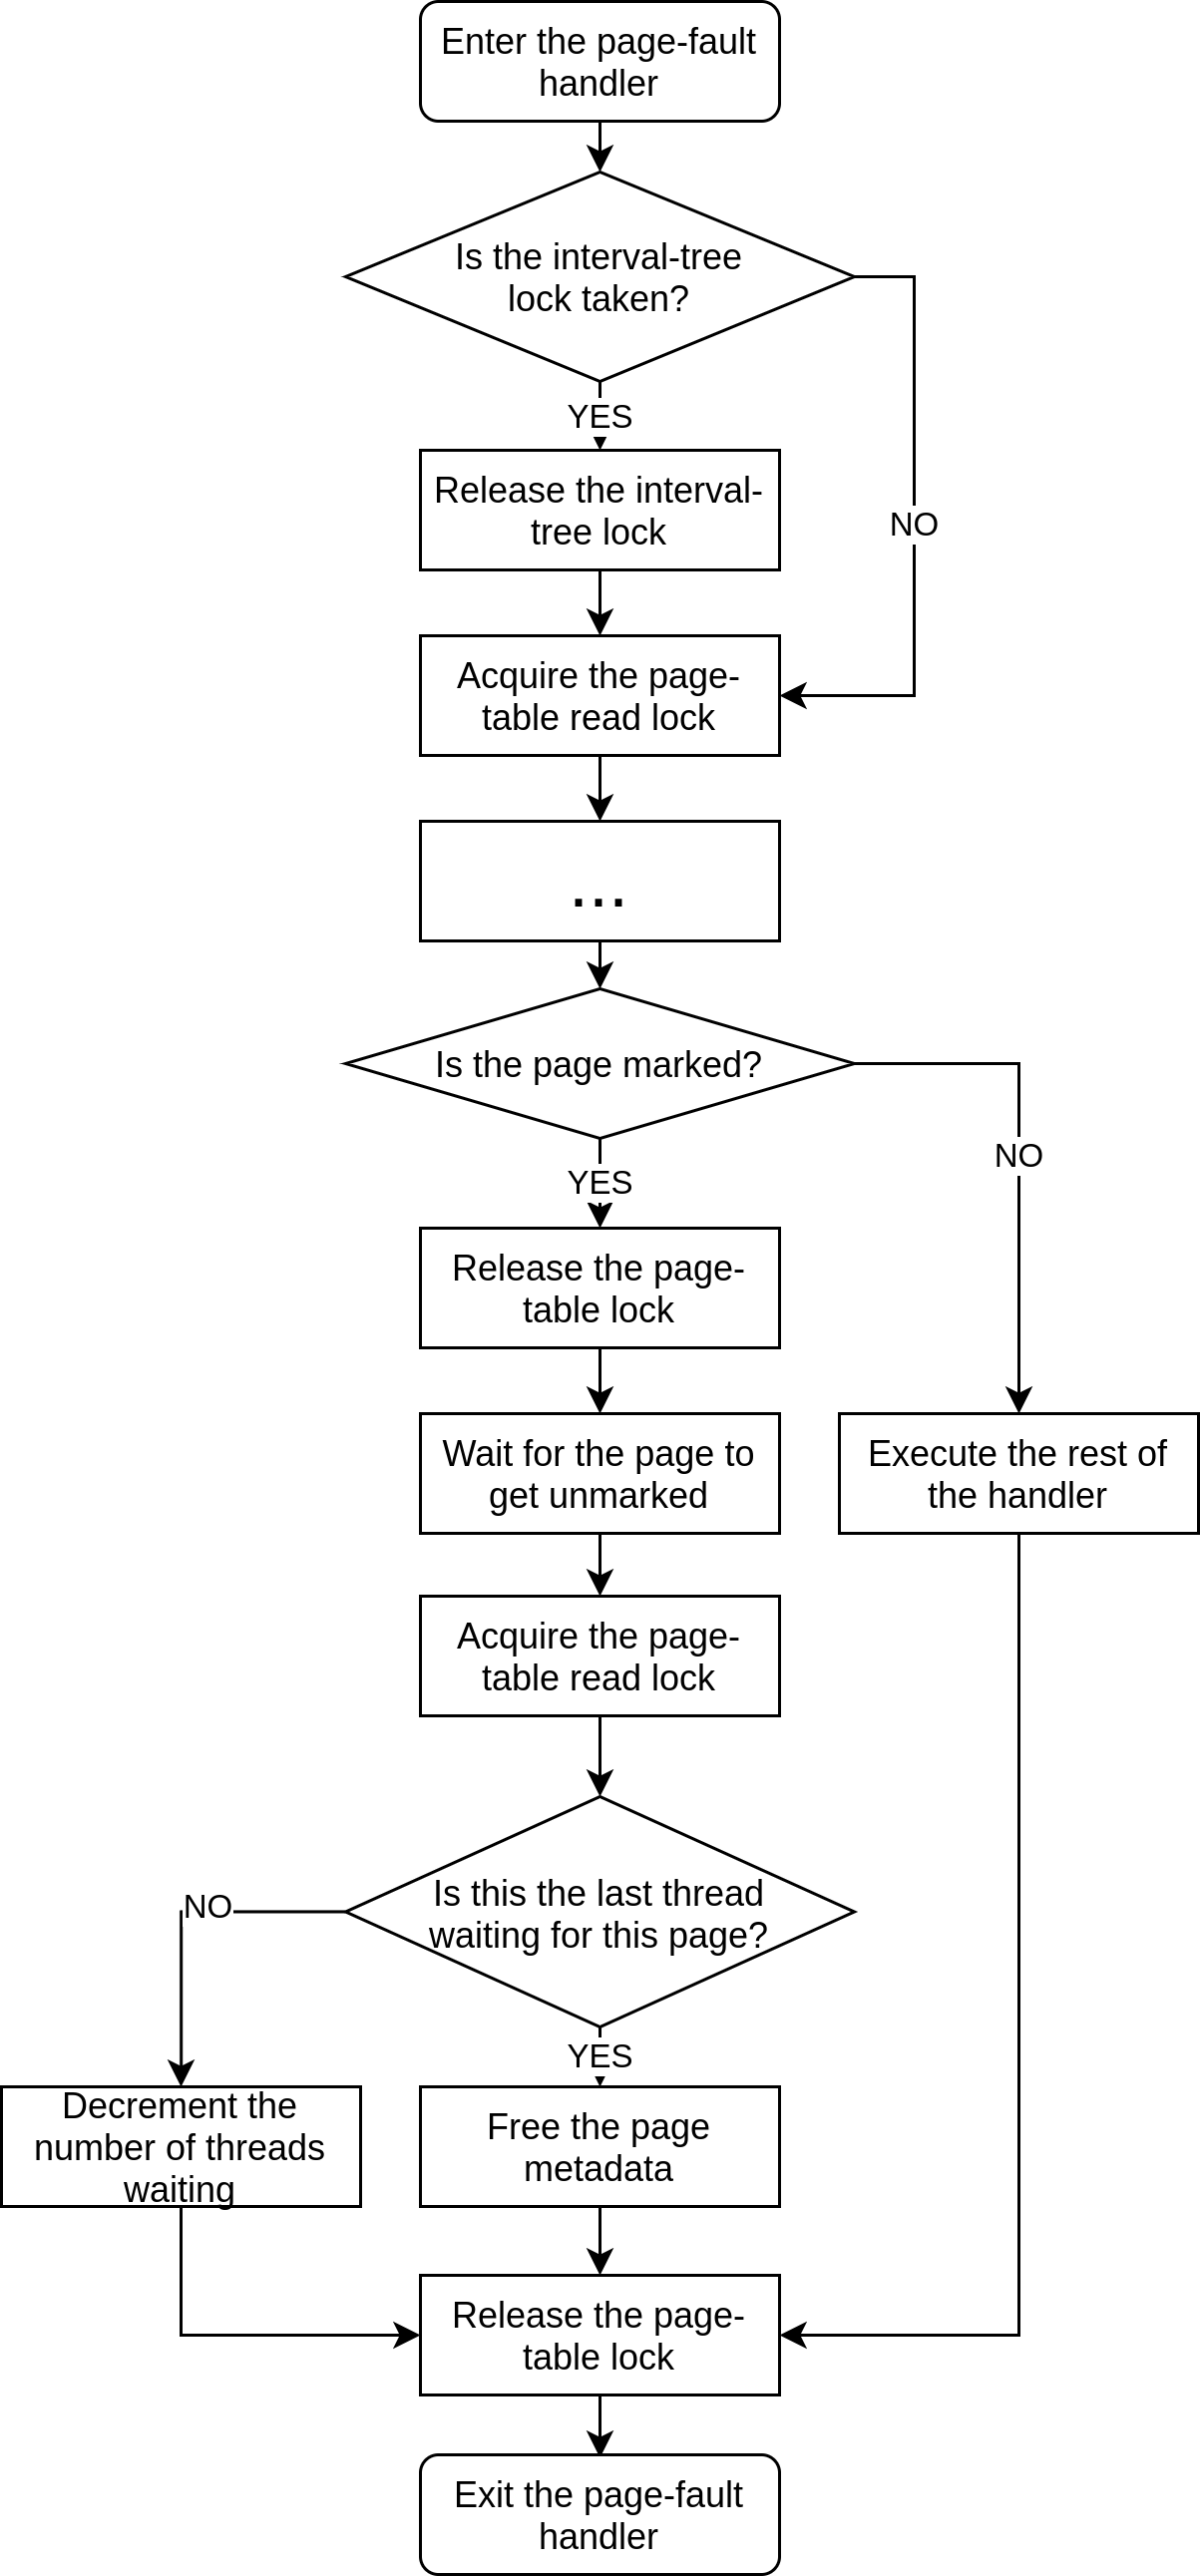 Enter the page-fault
handler
Is the interval-tree
lock taken?
YES
Release the interval-
tree lock
NO
Acquire the page-
table read lock
...
Is the page marked?
NO
YES
Release the page-
table lock
Wait for the page to
get unmarked
Execute the rest of
the handler
Acquire the page-
table read lock
Is this the last thread
waiting for this page?
NO
YES
Decrement the
number of threads
waiting
Free the page
metadata
Release the page-
table lock
Exit the page-fault
handler